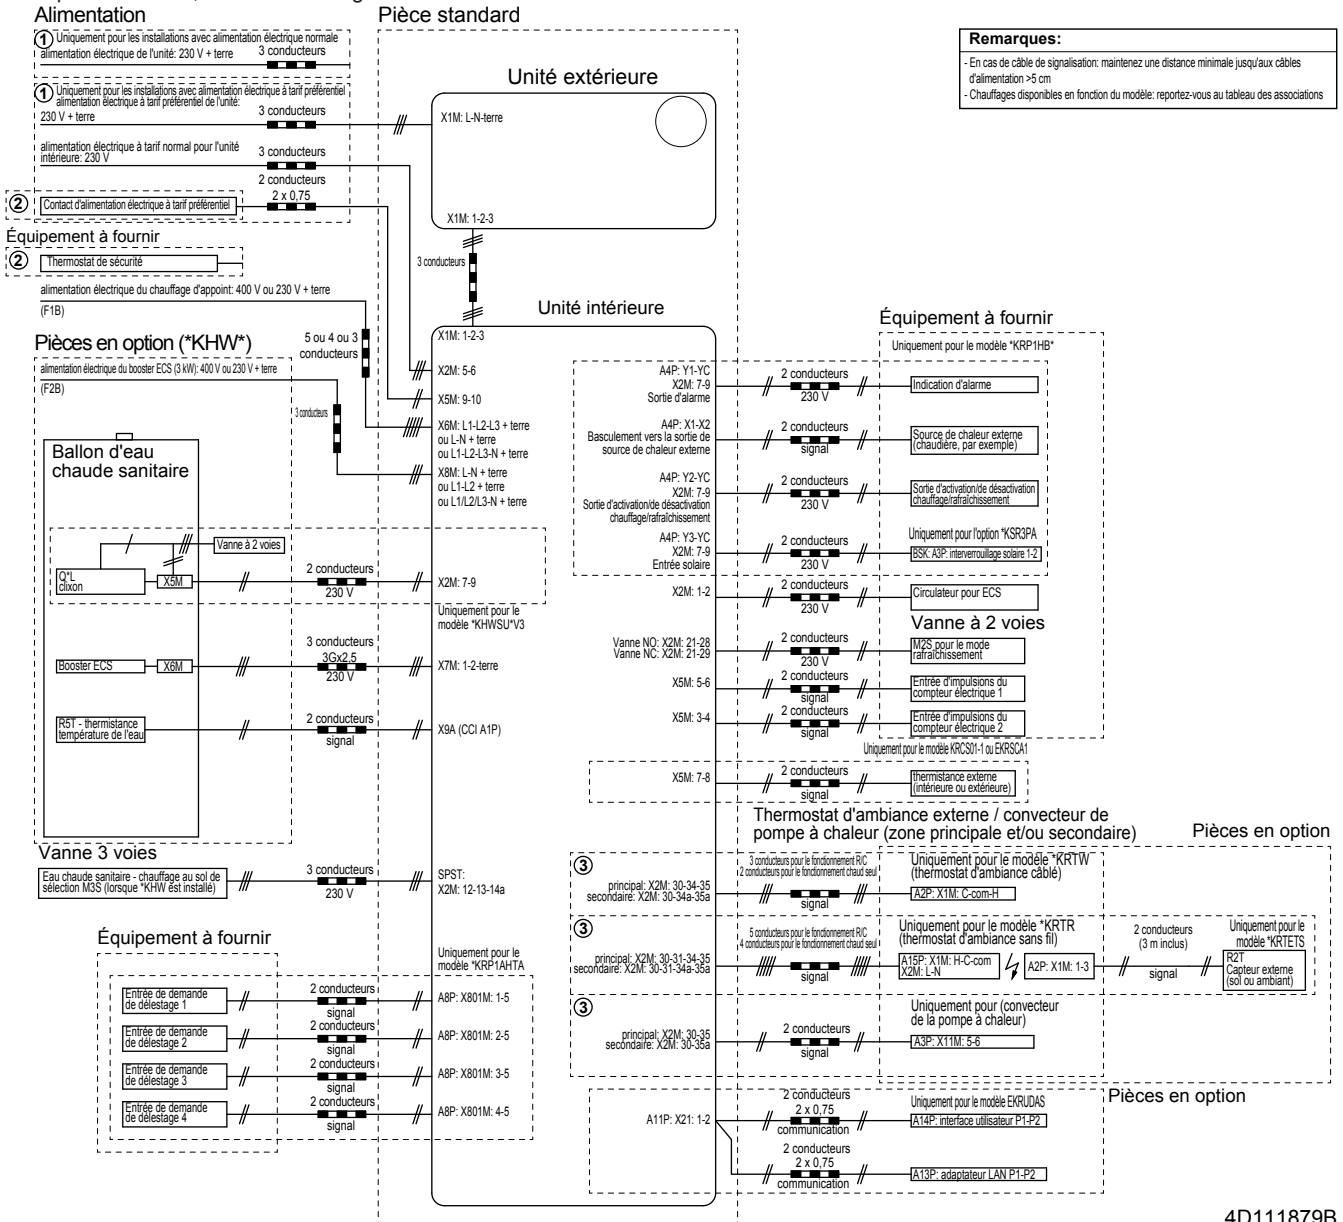 Alimentation
Pièce standard
1 Uniquement pour les installations avec alimentation électrique normale
alimentation électrique de l'unité: 230 V + terre
3 conducteurs
1 Uniquement pour les installations avec alimentation électrique à tarif préférentiel
alimentation électrique à tarif préférentiel de l'unité:
230 V + terre
3 conducteurs
alimentation électrique à tarif normal pour l'unité
intérieure: 230 V
3 conducteurs
2 conducteurs
2 x 0,75
2 Contact d'alimentation électrique à tarif préférentiel
Équipement à fournir
2 Thermostat de sécurité
alimentation électrique du chauffage d'appoint: 400 V ou 230 V + terre
(F1B)
5 ou 4 ou 3
conducteurs
Pièces en option (*KHW*)
alimentation électrique du booster ECS (3 kW): 400 V ou 230 V + terre
(F2B)
3 conducteurs
Remarques:
- En cas de câble de signalisation: maintenez une distance minimale jusqu'aux câbles
d'alimentation >5 cm
- Chauffages disponibles en fonction du modèle: reportez-vous au tableau des associations
Unité extérieure
X1M: L-N-terre
X1M: 1-2-3
3 conducteurs
Unité intérieure
X1M: 1-2-3
X2M: 5-6
X5M: 9-10
X6M: L1-L2-L3 + terre
ou L-N + terre
ou L1-L2-L3-N + terre
X8M: L-N + terre
ou L1-L2 + terre
ou L1/L2/L3-N + terre
Ballon d'eau
chaude sanitaire
Vanne à 2 voies
Q*L
clixon
X5M
2 conducteurs
230 V
X2M: 7-9
Uniquement pour le
modèle *KHWSU*V3
Booster ECS
X6M
3 conducteurs
3Gx2,5
230 V
X7M: 1-2-terre
R5T - thermistance
température de l'eau
2 conducteurs
signal
X9A (CCI A1P)
Vanne 3 voies
Eau chaude sanitaire - chauffage au sol de
sélection M3S (lorsque *KHW est installé)
3 conducteurs
230 V
SPST:
X2M: 12-13-14a
Équipement à fournir
Uniquement pour le
modèle *KRP1AHTA
Entrée de demande
de délestage 1
2 conducteurs
signal
A8P: X801M: 1-5
Entrée de demande
de délestage 2
2 conducteurs
signal
A8P: X801M: 2-5
Entrée de demande
de délestage 3
2 conducteurs
signal
A8P: X801M: 3-5
Entrée de demande
de délestage 4
2 conducteurs
signal
A8P: X801M: 4-5
Équipement à fournir
Uniquement pour le modèle *KRP1HB*
A4P: Y1-YC
X2M: 7-9
Sortie d'alarme
2 conducteurs
230 V
Indication d'alarme
A4P: X1-X2
Basculement vers la sortie de
source de chaleur externe
2 conducteurs
signal
Source de chaleur externe
(chaudière, par exemple)
A4P: Y2-YC
X2M: 7-9
Sortie d'activation/de désactivation
chauffage/rafraîchissement
2 conducteurs
230 V
Sortie d'activation/de désactivation
chauffage/rafraîchissement
Uniquement pour l'option *KSR3PA
A4P: Y3-YC
X2M: 7-9
Entrée solaire
2 conducteurs
230 V
BSK: A3P: interverrouillage solaire 1-2
X2M: 1-2
2 conducteurs
230 V
Circulateur pour ECS
Vanne à 2 voies
Vanne NO: X2M: 21-28
Vanne NC: X2M: 21-29
2 conducteurs
230 V
M2S pour le mode
rafraîchissement
X5M: 5-6
2 conducteurs
signal
Entrée d'impulsions du
compteur électrique 1
X5M: 3-4
2 conducteurs
signal
Entrée d'impulsions du
compteur électrique 2
Uniquement pour le modèle KRCS01-1 ou EKRSCA1
X5M: 7-8
2 conducteurs
signal
thermistance externe
(intérieure ou extérieure)
Thermostat d'ambiance externe / convecteur de
pompe à chaleur (zone principale et/ou secondaire)
Pièces en option
3
3 conducteurs pour le fonctionnement R/C
2 conducteurs pour le fonctionnement chaud seul
principal: X2M: 30-34-35
secondaire: X2M: 30-34a-35a
signal
Uniquement pour le modèle *KRTW
(thermostat d'ambiance câblé)
A2P: X1M: C-com-H
3
5 conducteurs pour le fonctionnement R/C
4 conducteurs pour le fonctionnement chaud seul
principal: X2M: 30-31-34-35
secondaire: X2M: 30-31-34a-35a
signal
Uniquement pour le modèle *KRTR
(thermostat d'ambiance sans fil)
A15P: X1M: H-C-com
X2M: L-N
A2P: X1M: 1-3
2 conducteurs
(3 m inclus)
signal
Uniquement pour le
modèle *KRTETS
R2T
Capteur externe
(sol ou ambiant)
3
principal: X2M: 30-35
secondaire: X2M: 30-35a
2 conducteurs
signal
Uniquement pour (convecteur
de la pompe à chaleur)
A3P: X11M: 5-6
Pièces en option
A11P: X21: 1-2
2 conducteurs
2 x 0,75
communication
Uniquement pour le modèle EKRUDAS
A14P: interface utilisateur P1-P2
2 conducteurs
2 x 0,75
communication
A13P: adaptateur LAN P1-P2
4D111879B